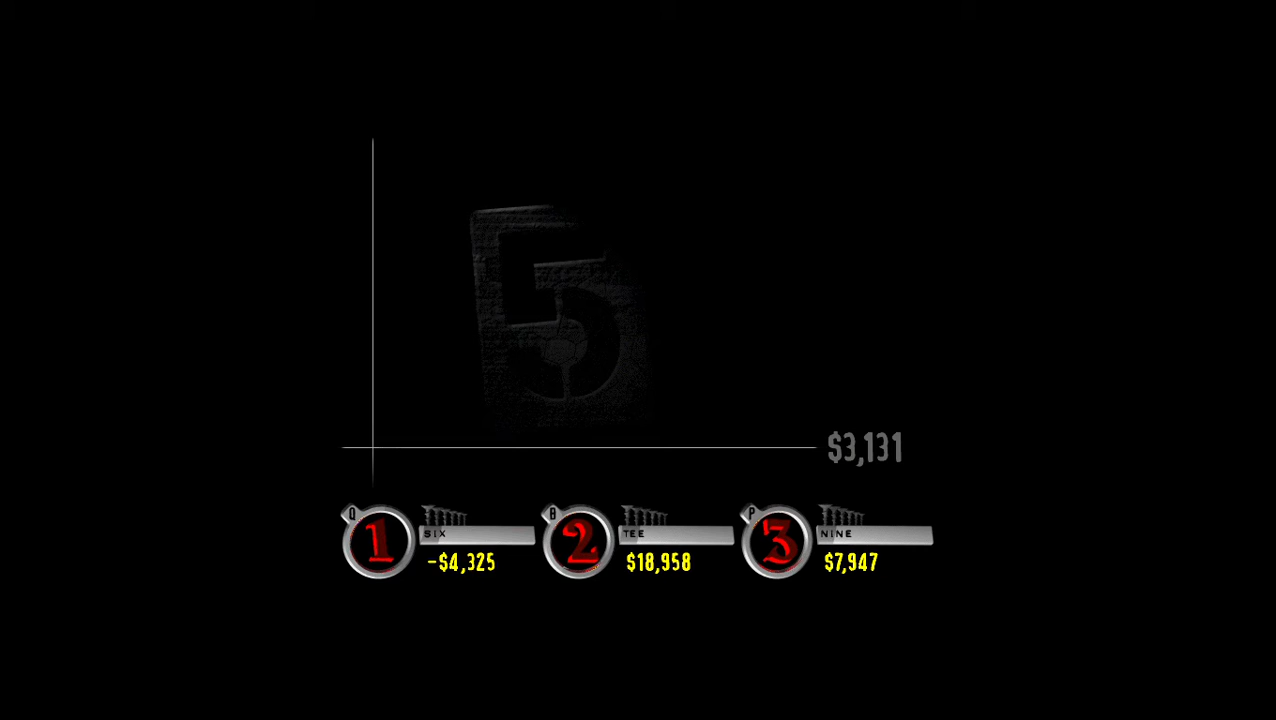 5
$3,131
Q 1 SIX
-$4,325
B 2 TEE
$18,958
P 3 NINE
$7,947